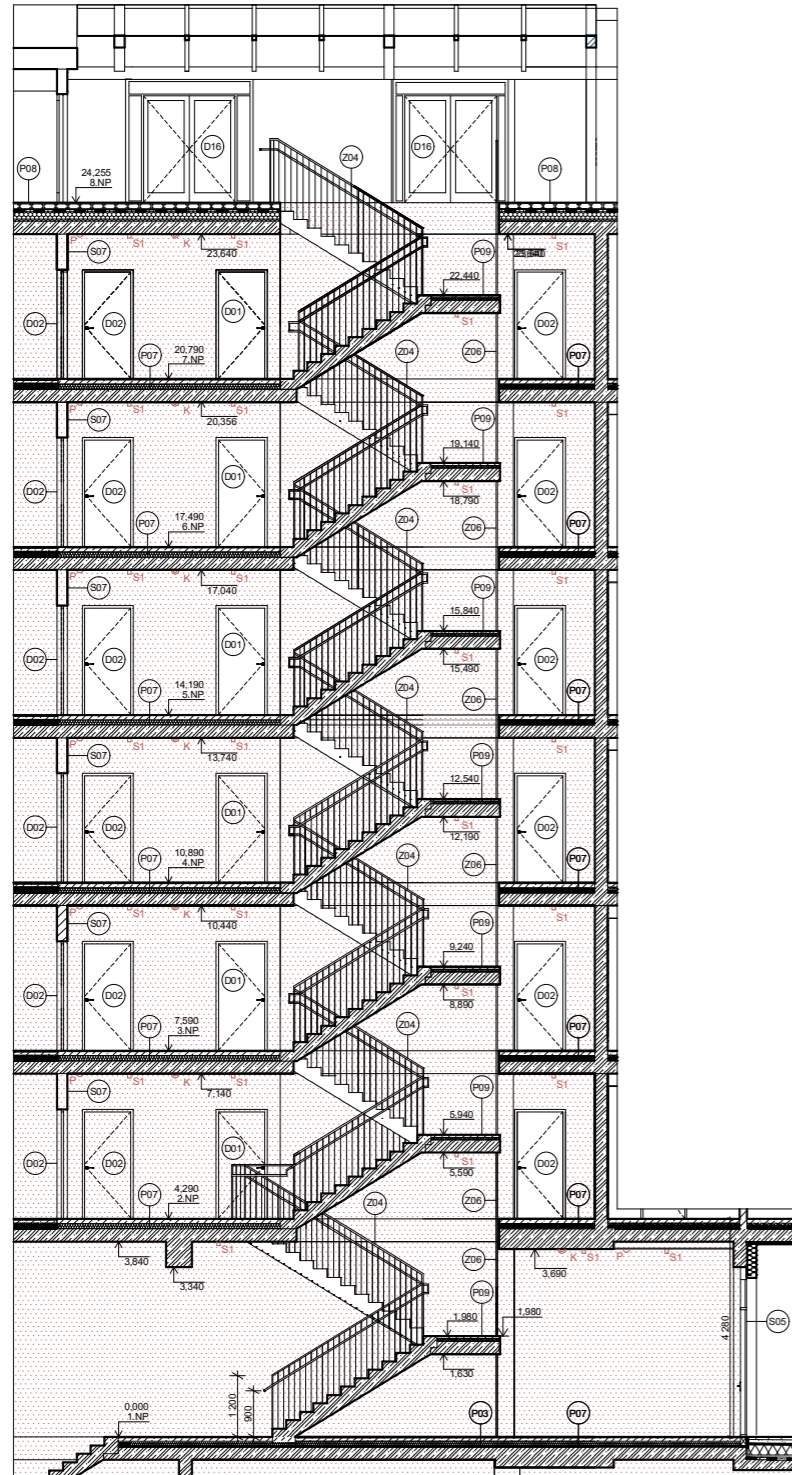 D16
Z04
D16
P08
P08
24,255
8.NP
P
S1
K
S1
23,640
S07
P09
S1
22,440
D02
D02
D01
S1
D02
20,790
7.NP
P07
Z04
Z06
P07
P
S1
K
S1
20,356
S07
P09
S1
19,140
D02
D02
D01
S1
18,790
D02
17,490
6.NP
P07
Z04
Z06
P07
P
S1
K
S1
17,040
S07
P09
S1
15,840
D02
D02
D01
S1
15,490
D02
14,190
5.NP
P07
Z04
Z06
P07
P
S1
K
S1
13,740
S07
P09
S1
12,540
D02
D02
D01
12,190
D02
10,890
4.NP
P07
Z04
Z06
P07
P
S1
K
S1
10,440
S07
P09
S1
9,240
D02
D02
D01
S1
8,890
D02
7,590
3.NP
P07
Z04
Z06
P07
P
S1
K
S1
7,140
S07
P09
S1
5,940
D02
D02
D01
S1
5,590
D02
4,290
2.NP
P07
Z04
Z06
P07
3,840
S1
3,340
Z06
3,690
K
S1
P
S1
P09
1,980
1,980
4 280
S05
1,630
1 200
900
0,000
1.NP
P03
P07